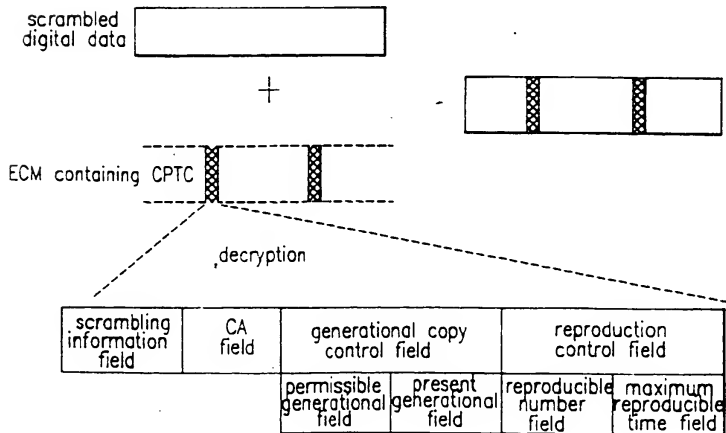 scrambled
digital data
+
ECM containing CPTC
decryption
scrambling
information
field
CA
field
generational copy
control field
reproduction
control field
permissible
generational field
present
generational field
reproducible
number field
maximum
reproducible
time field